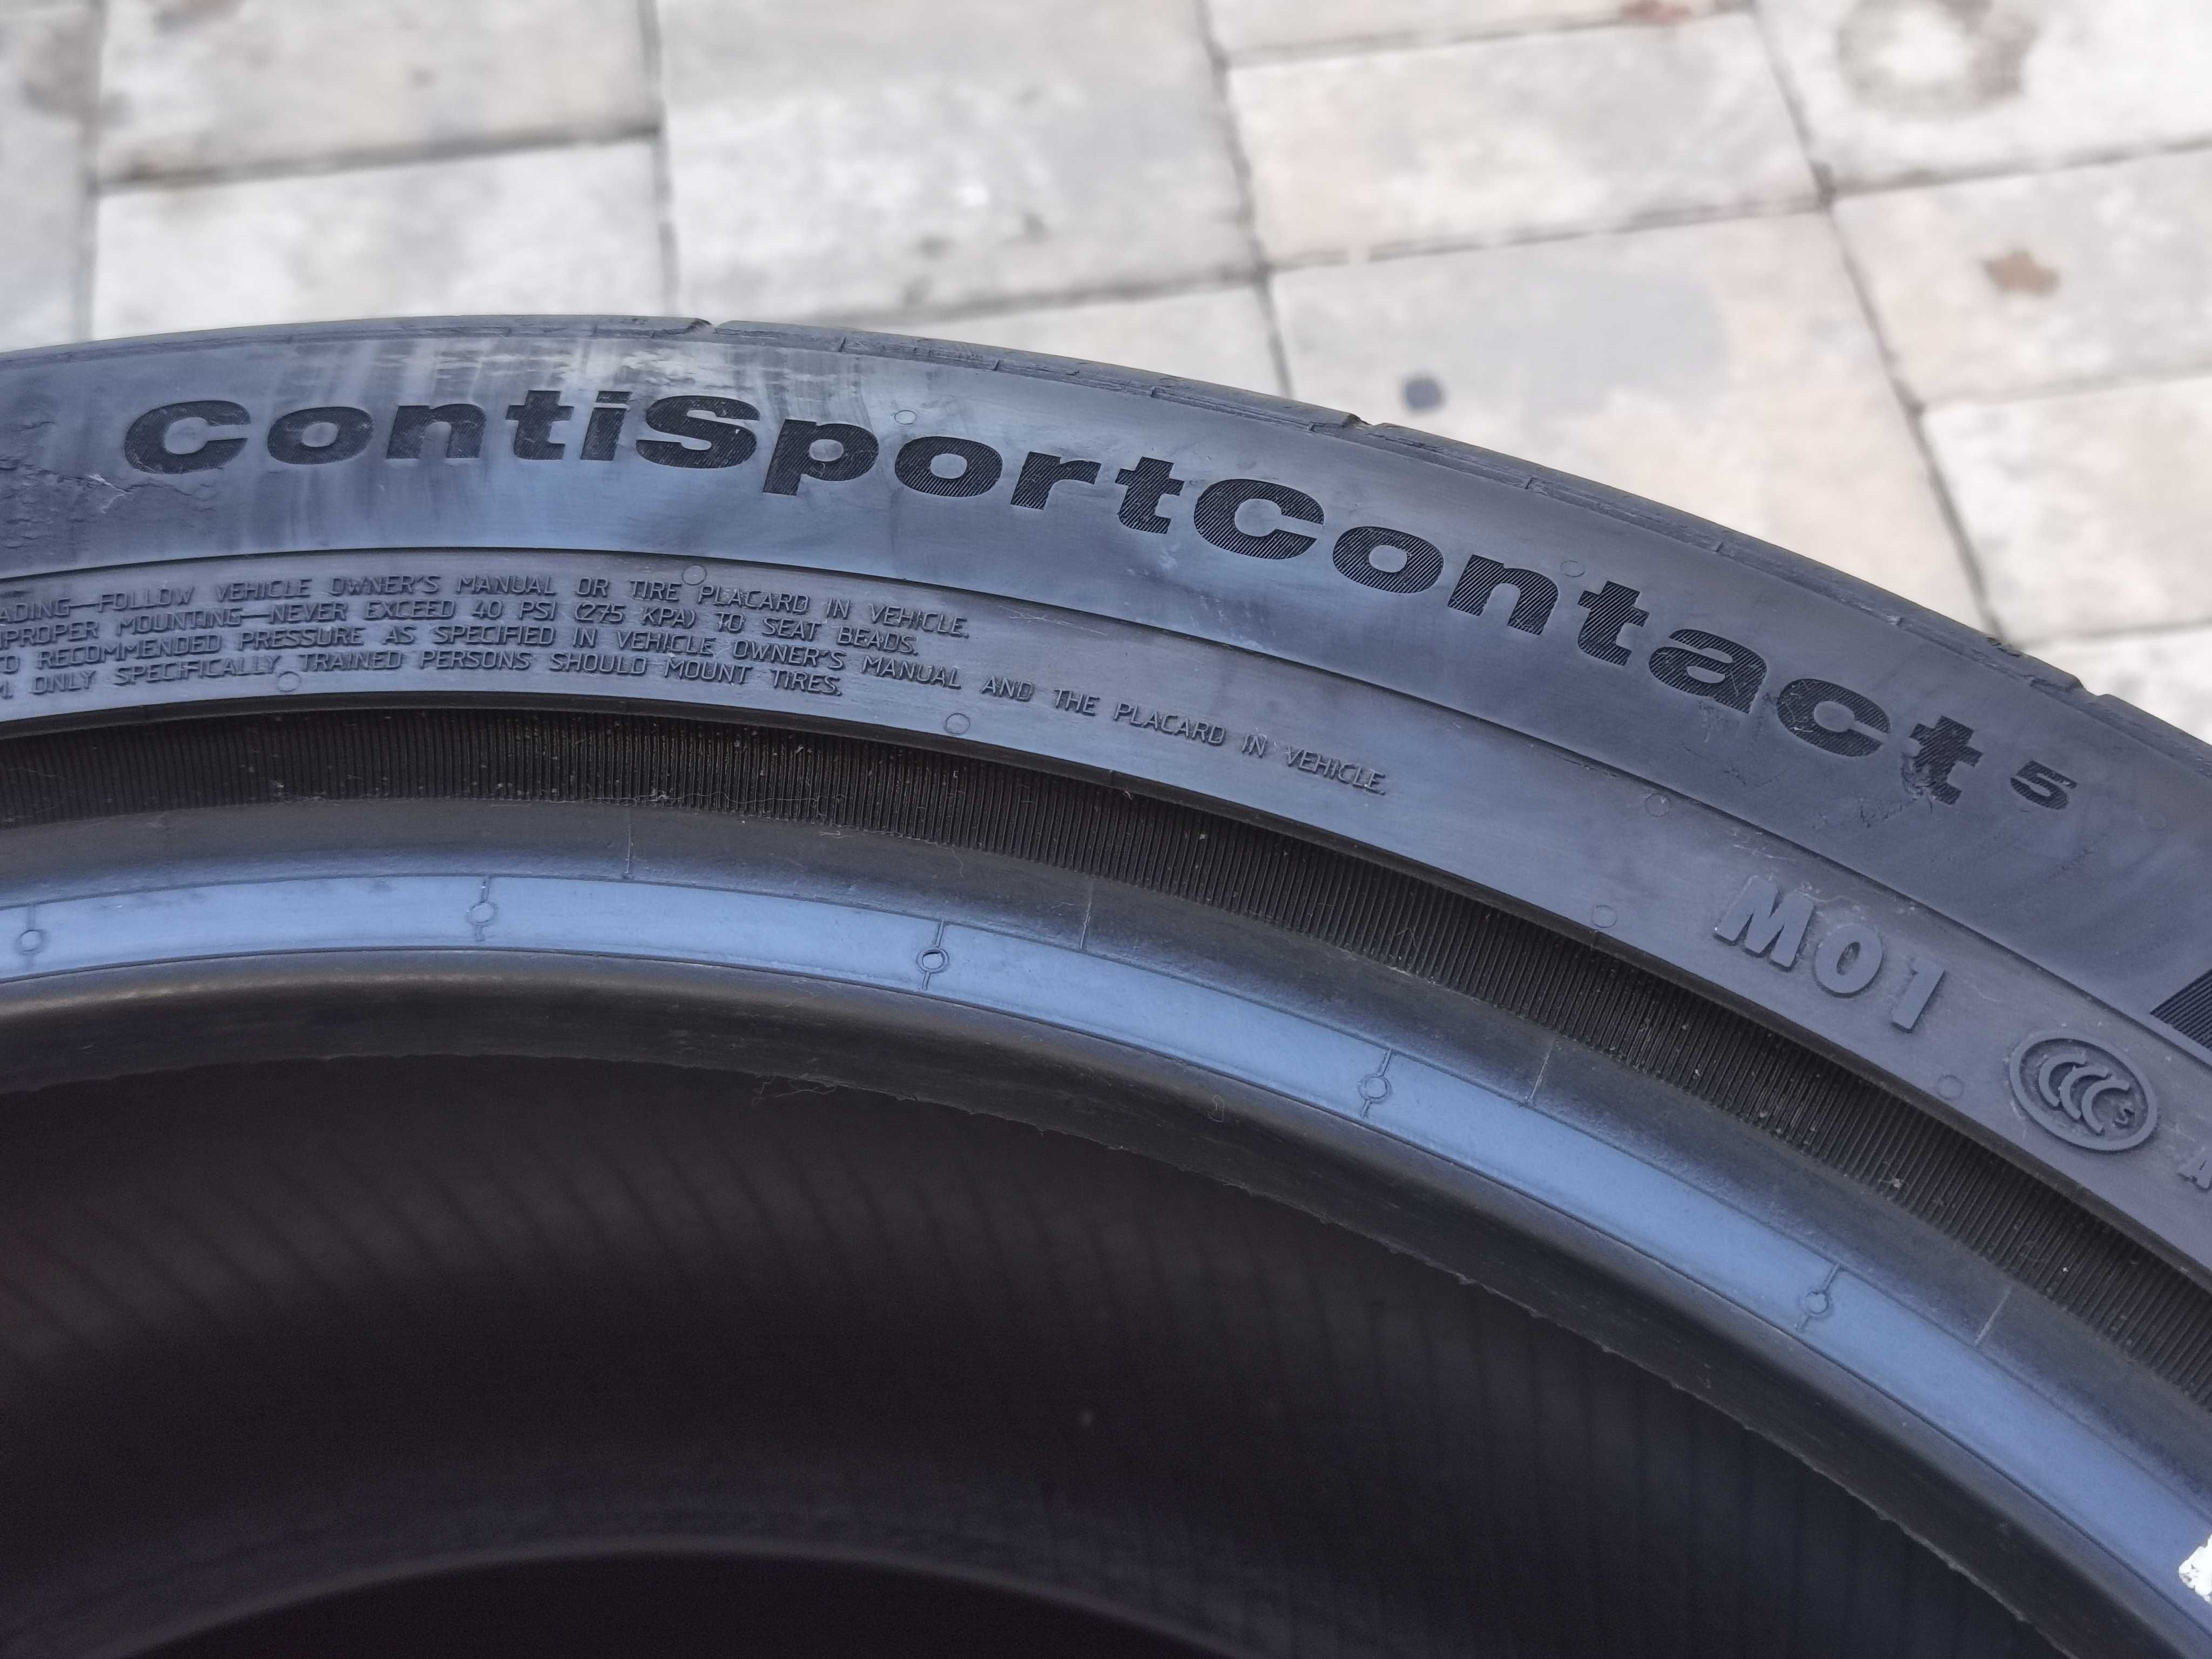 ContiSportContact 5
FOLLOW VEHICLE OWNER'S MANUAL OR TIRE PLACARD IN VEHICLE.
MOUNTING—NEVER EXCEED 40 PSI (275 KPA) TO SEAT BEADS.
RECOMMENDED PRESSURE AS SPECIFIED IN VEHICLE OWNER'S MANUAL AND THE PLACARD IN VEHICLE.
ONLY SPECIFICALLY TRAINED PERSONS SHOULD MOUNT TIRES.
MO1
CCC S